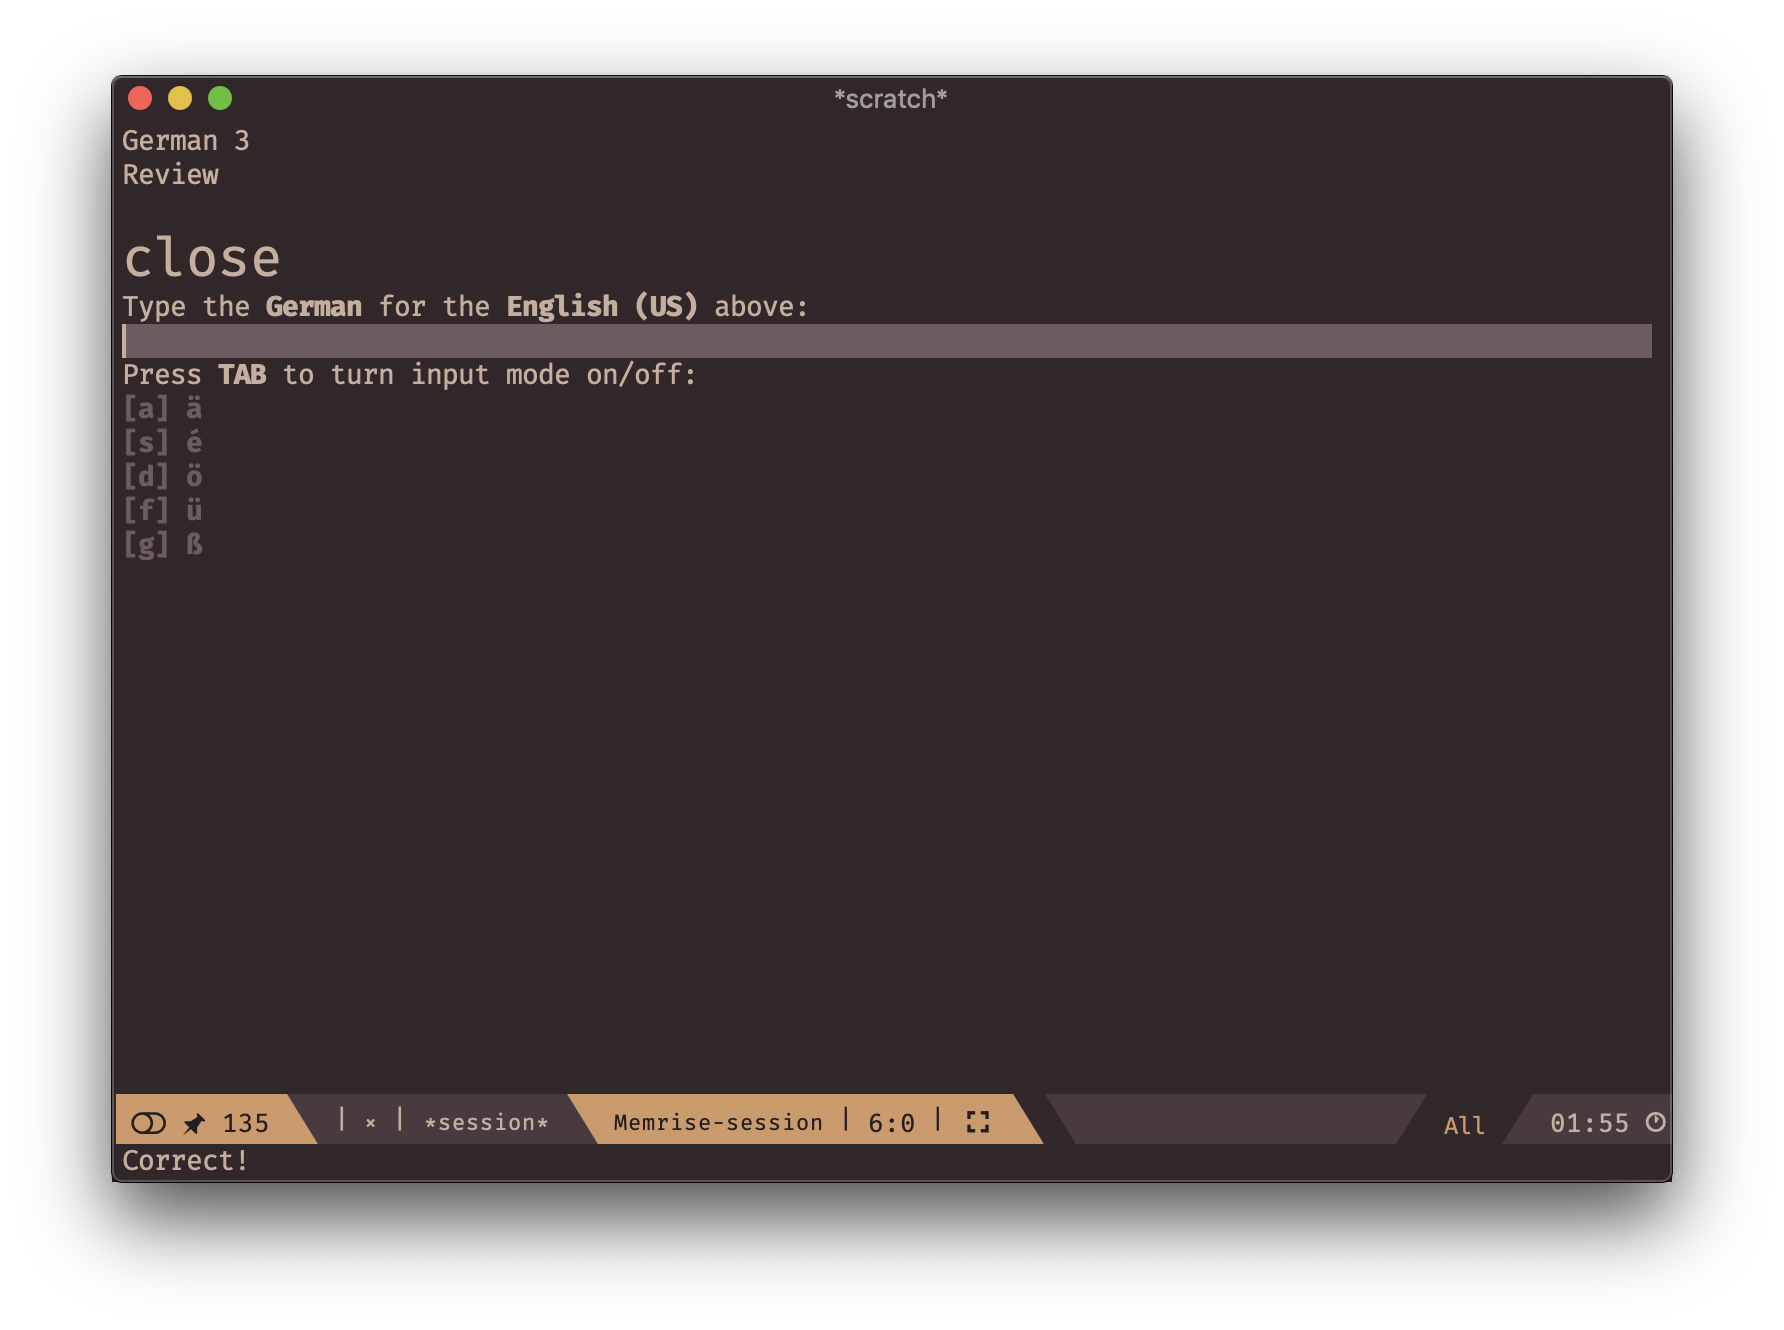 *scratch*
German 3
Review
close
Type the German for the English (US) above:
Press TAB to turn input mode on/off:
[a] ä
[s] é
[d] ö
[f] ü
[g] ß
135 | × | *session* Memrise-session | 6:0 | All 01:55
Correct!